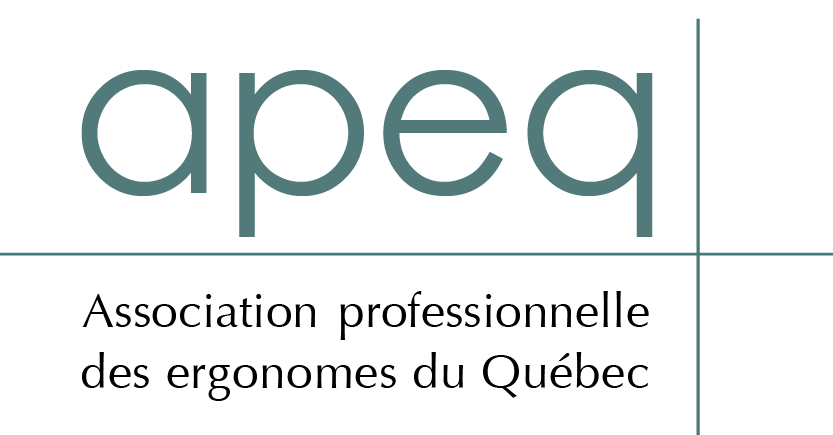 apeq
Association professionnelle
des ergonomes du Québec